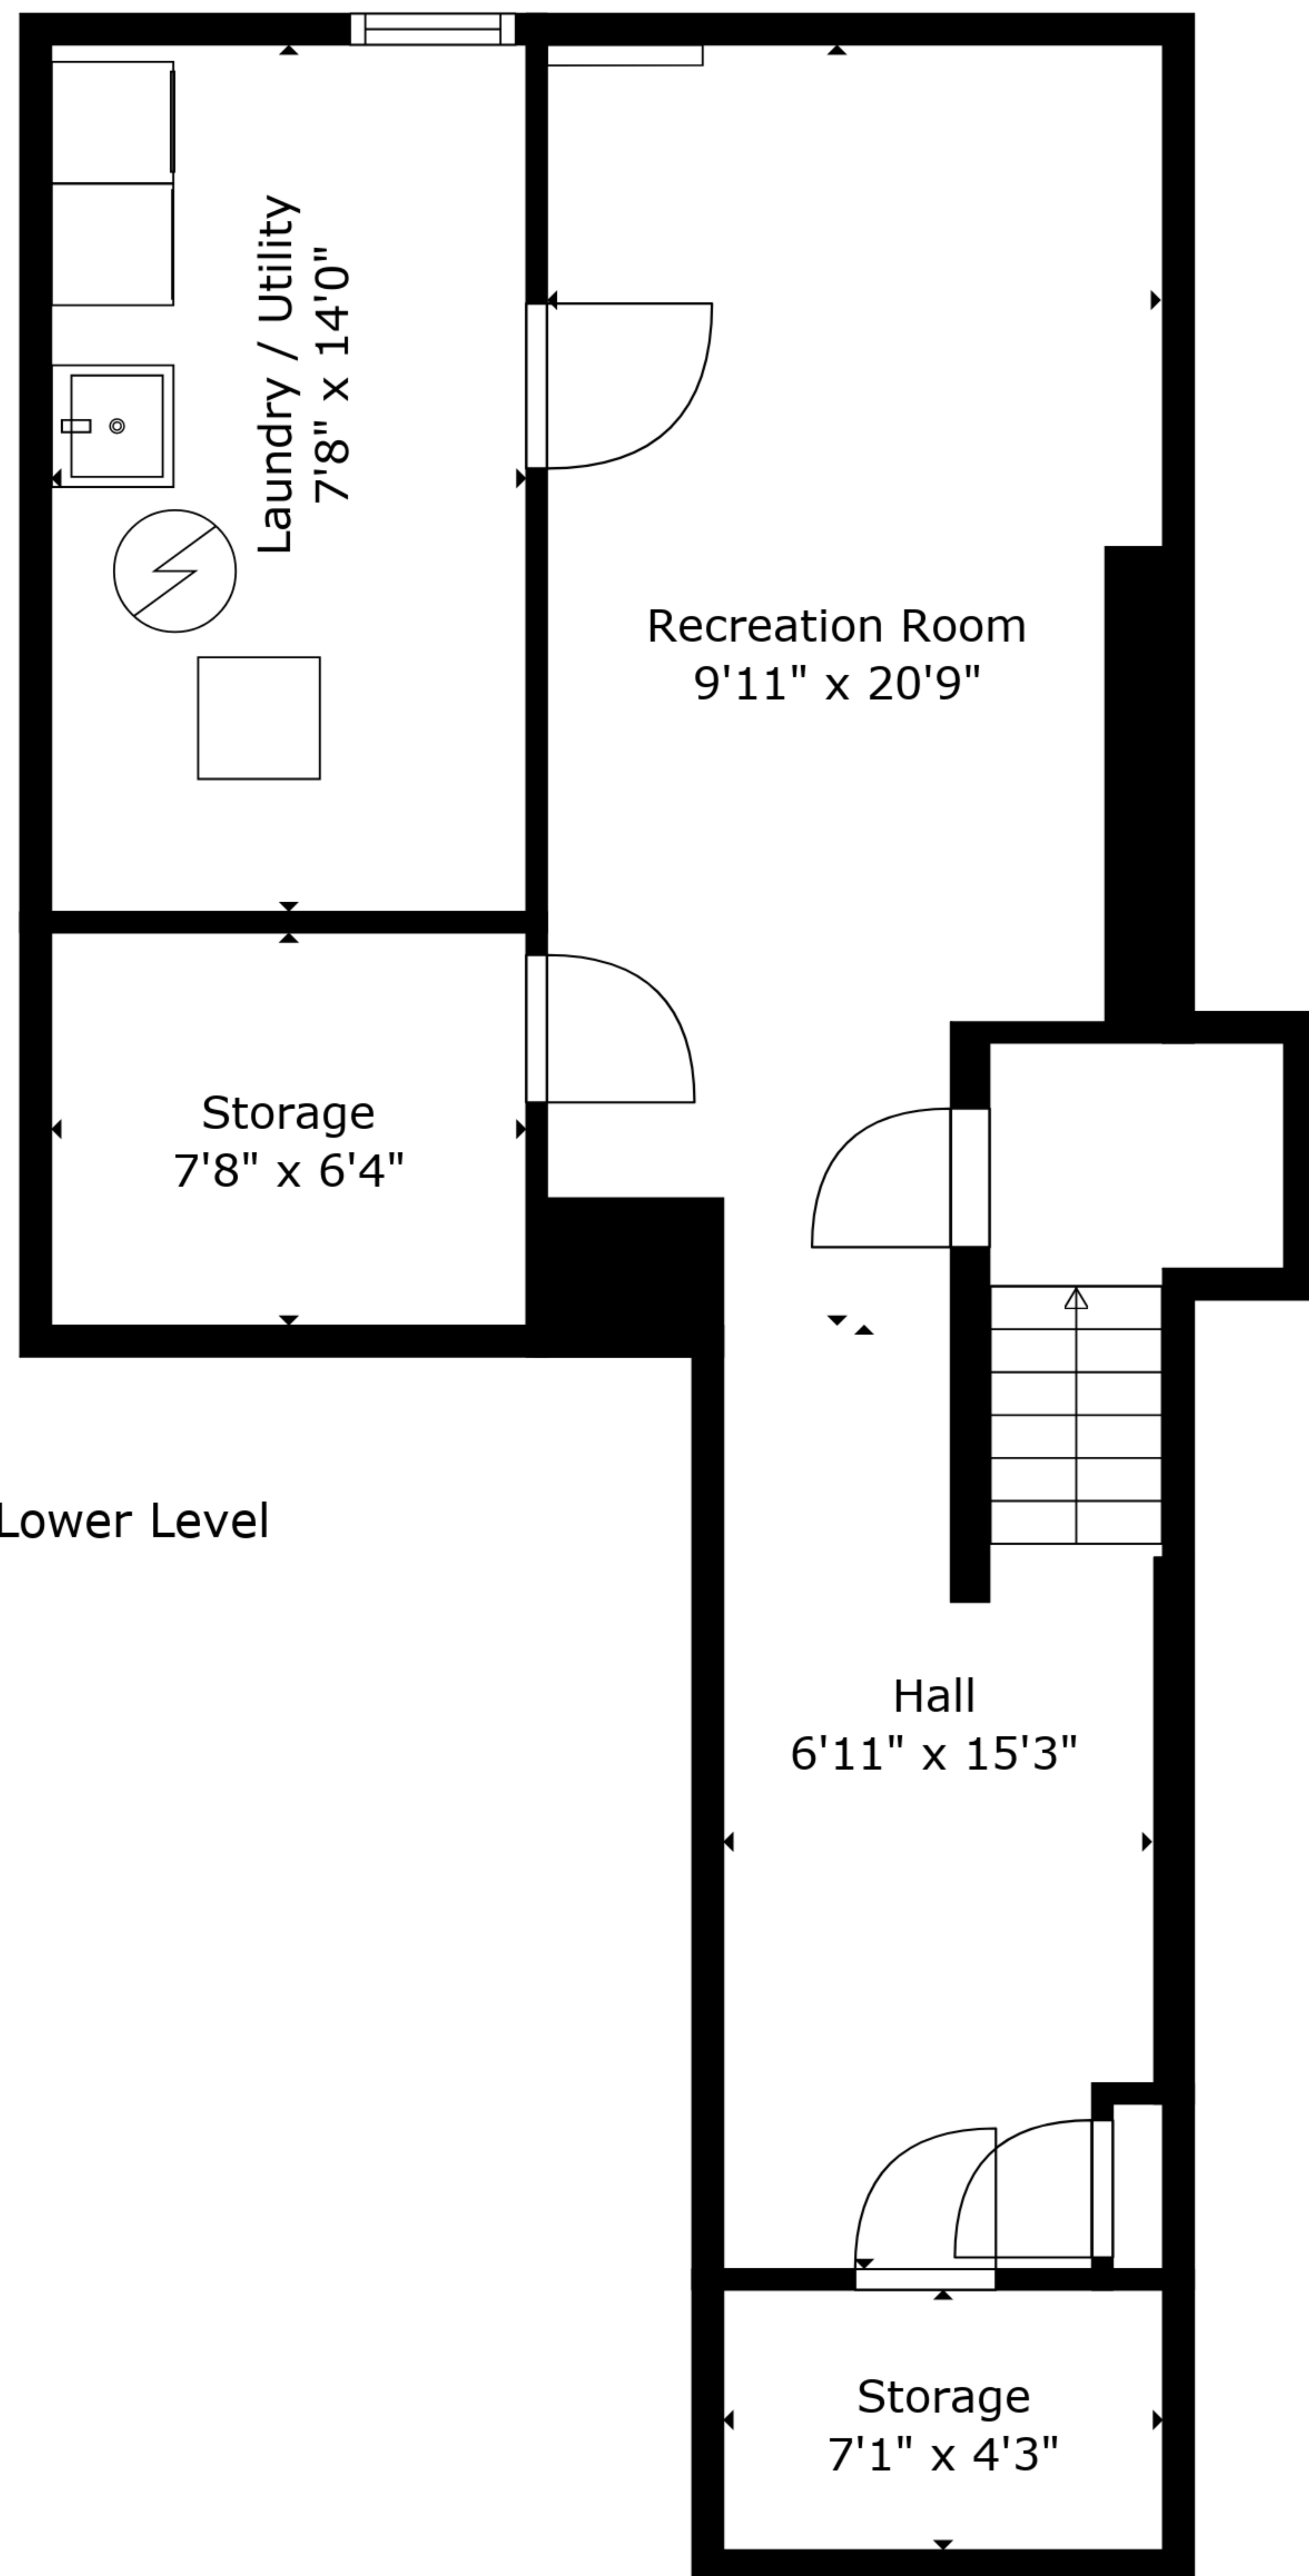 Laundry / Utility
7'8" x 14'0"
Recreation Room
9'11" x 20'9"
Storage
7'8" x 6'4"
Lower Level
Hall
6'11" x 15'3"
Storage
7'1" x 4'3"